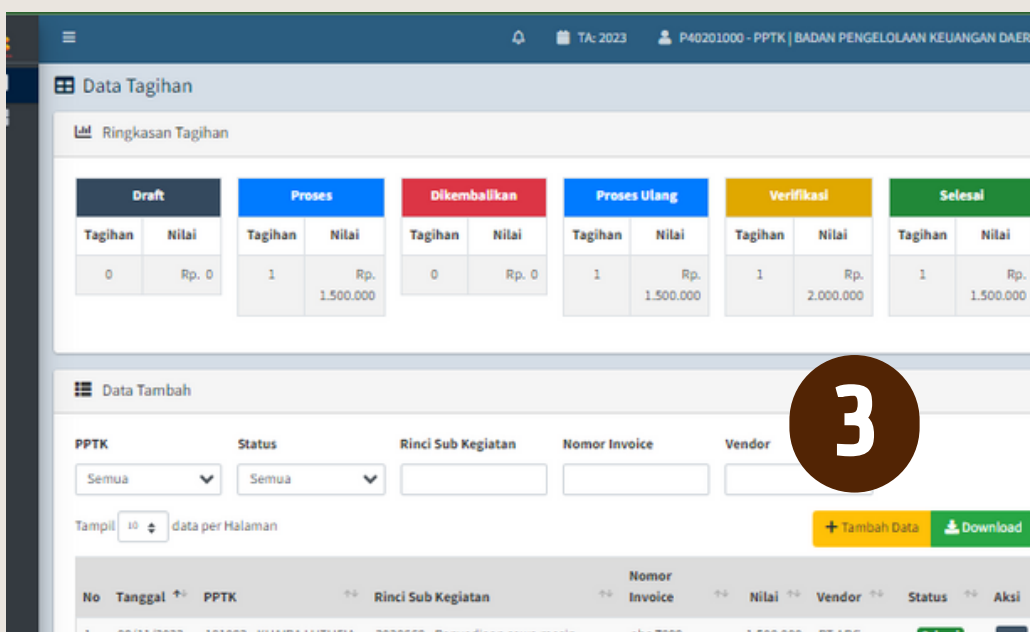 TA: 2023 P40201000 - PPTK | BADAN PENGELOLAAN KEUANGAN DAER
Data Tagihan
Ringkasan Tagihan
Draft Proses Dikembalikan Proses Ulang Verifikasi Selesai
Tagihan Nilai Tagihan Nilai Tagihan Nilai Tagihan Nilai Tagihan Nilai Tagihan Nilai
0 Rp. 0 1 Rp. 0 Rp. 0 1 Rp. 1 Rp. 1 Rp.
1.500.000 1.500.000 2.000.000 1.500.000
Data Tambah
3
PPTK Status Rinci Sub Kegiatan Nomor Invoice Vendor
Semua Semua
Tampil 10 data per Halaman
+ Tambah Data Download
Nomor
No Tanggal PPTK Rinci Sub Kegiatan Invoice Nilai Vendor Status Aksi